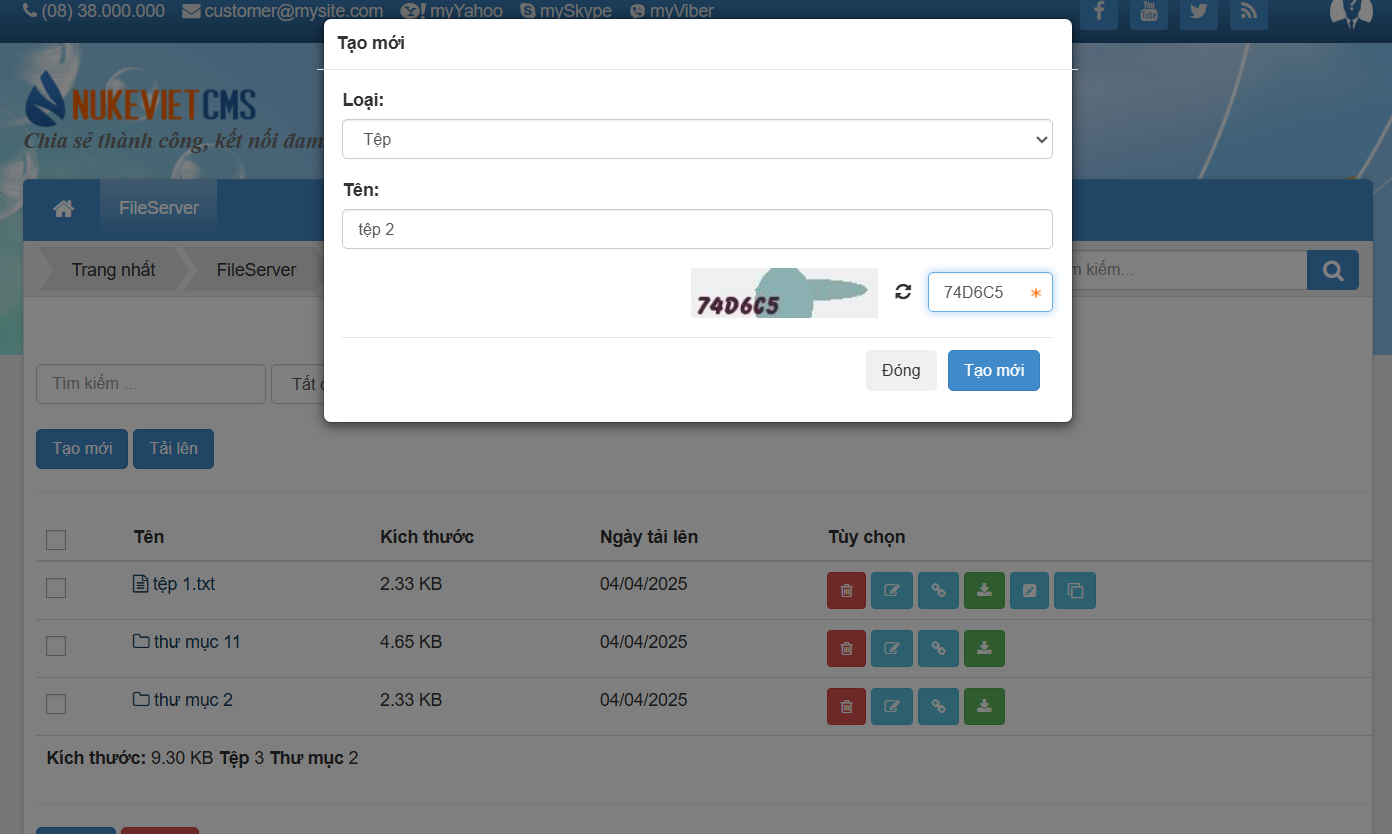 (08) 38.000.000 customer@mysite.com myYahoo mySkype myViber
Tạo mới
Loại:
Tệp
Tên:
tệp 2
74D6C5 74D6C5 *
Đóng Tạo mới
NUKEVIET CMS
Chia sẻ thành công, kết nối đam
FileServer
Trang nhất FileServer
kiếm...
Tìm kiếm ... Tất
Tạo mới Tải lên
Tên Kích thước Ngày tải lên Tùy chọn
tệp 1.txt 2.33 KB 04/04/2025
thư mục 11 4.65 KB 04/04/2025
thư mục 2 2.33 KB 04/04/2025
Kích thước: 9.30 KB Tệp 3 Thư mục 2